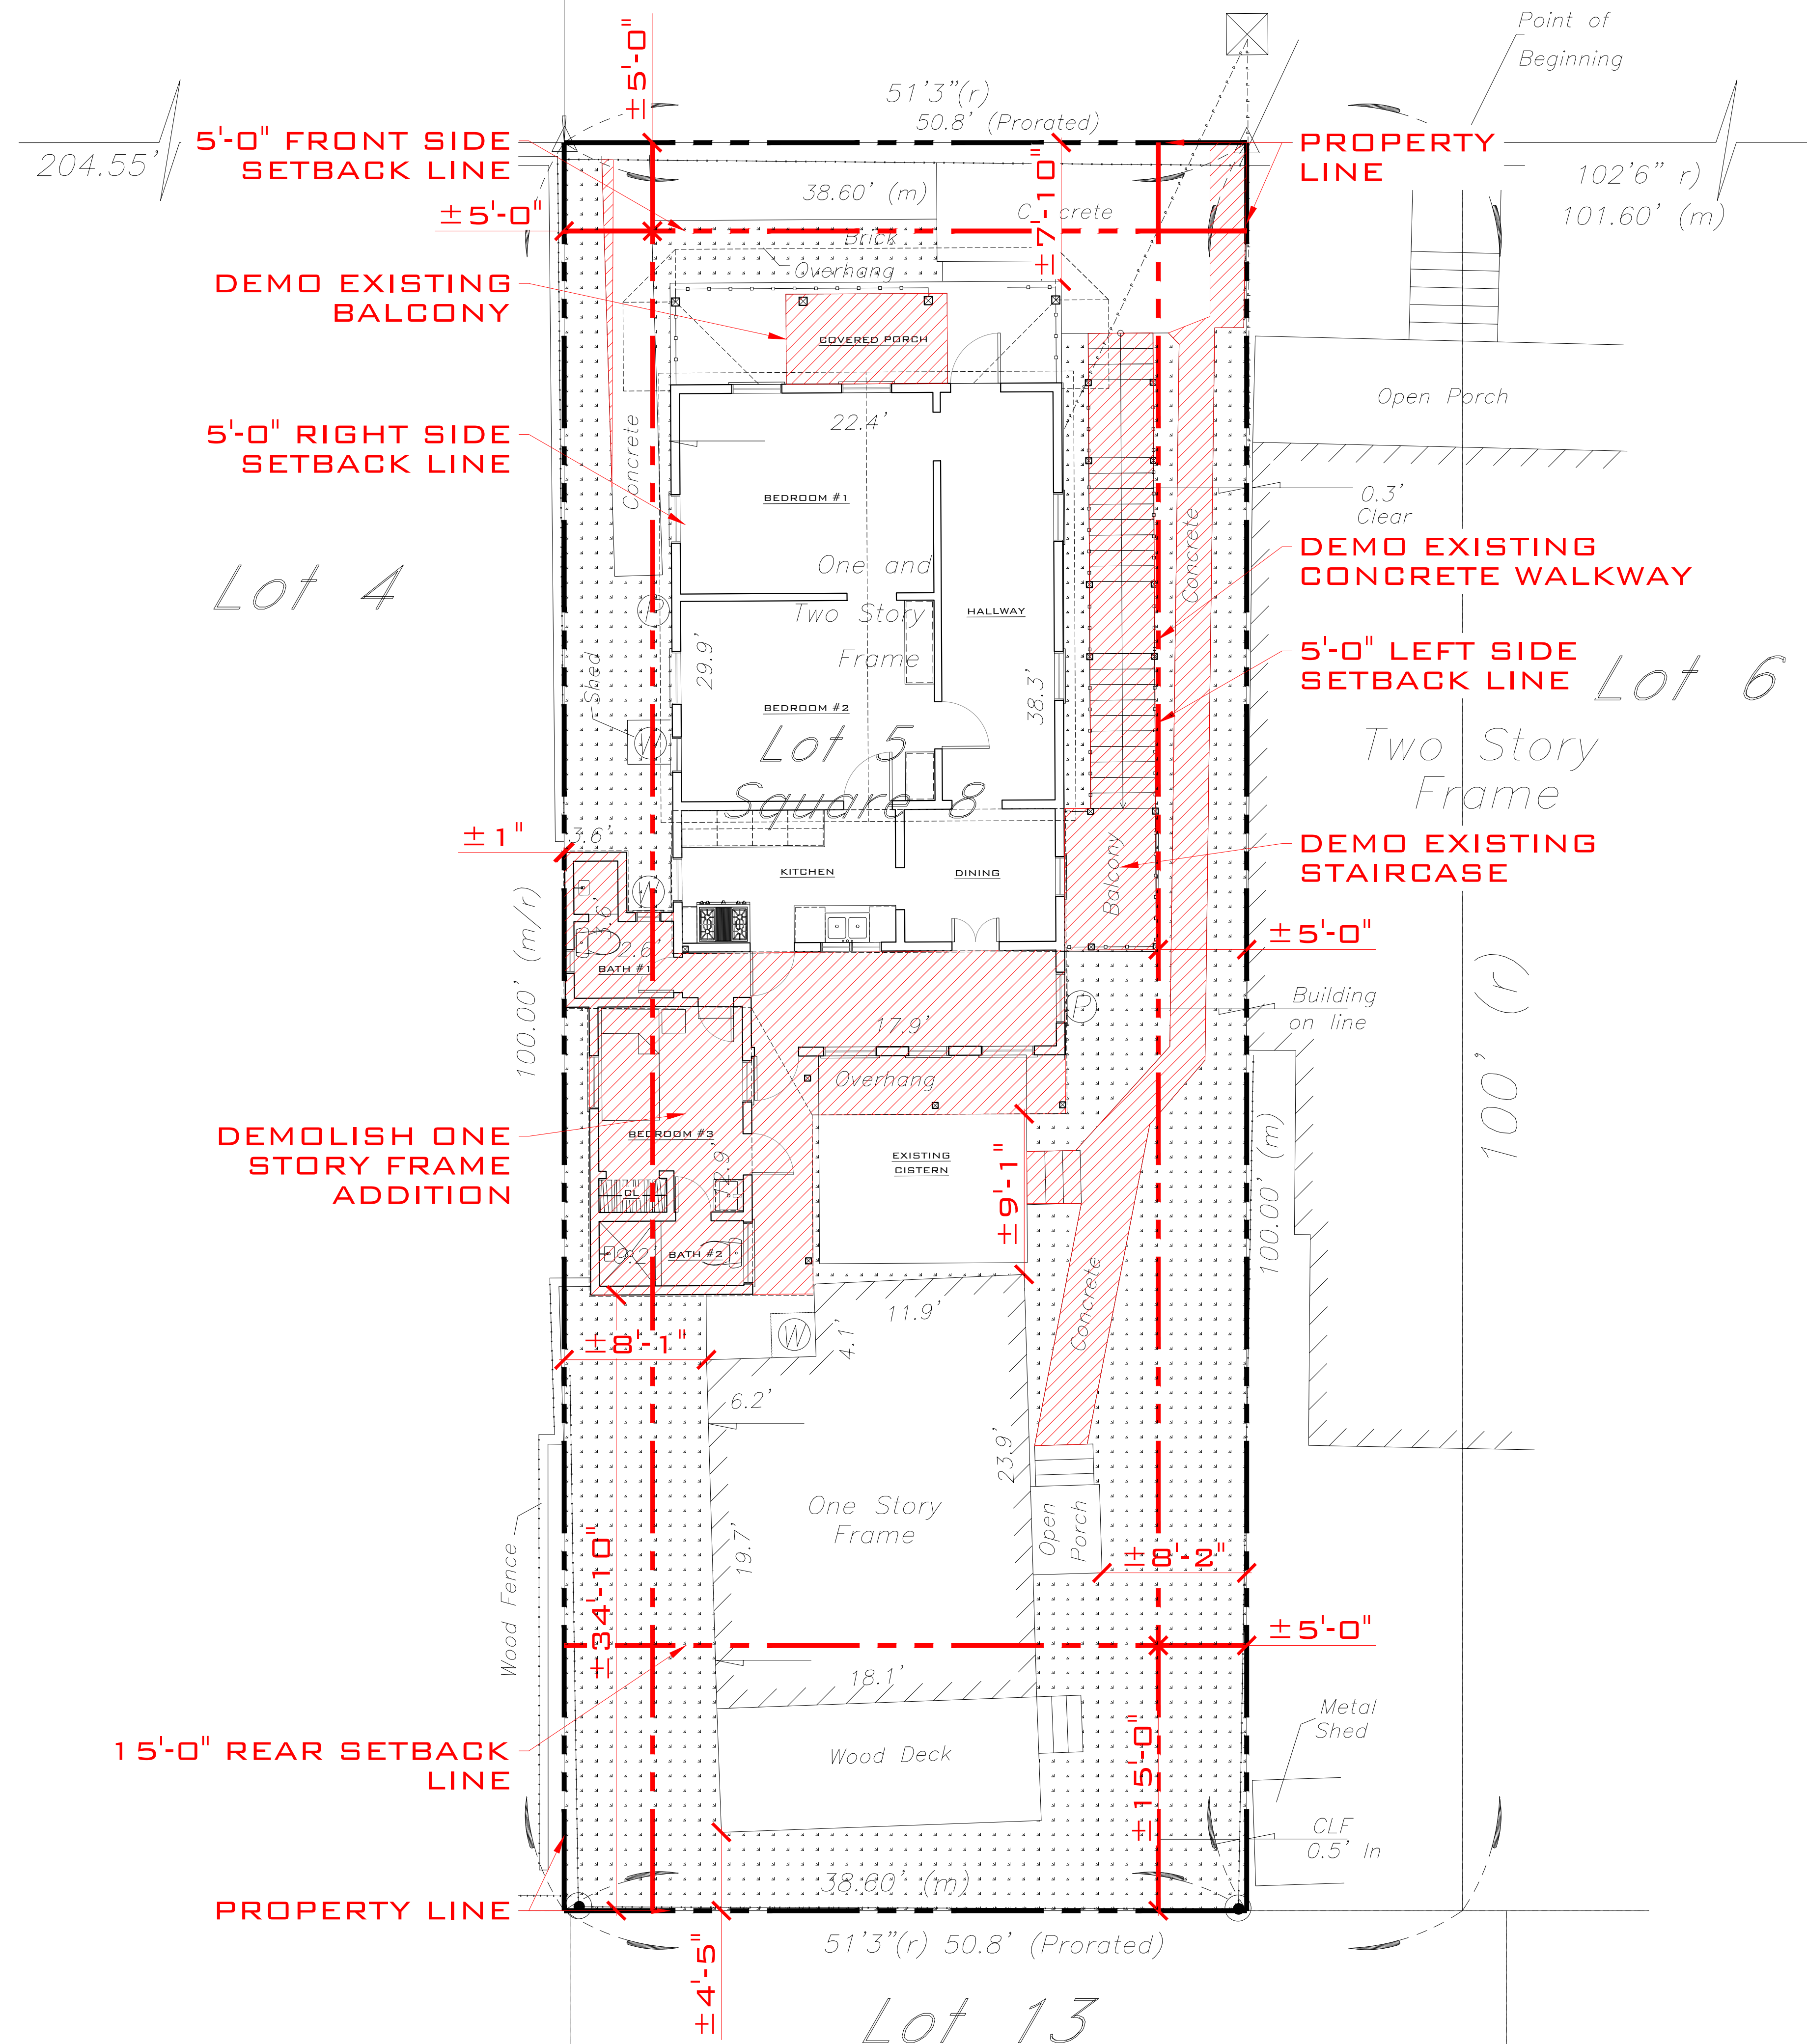 Point of
Beginning
±5'-0"
51'3"(r)
50.8' (Prorated)
204.55'
5'-0" FRONT SIDE
SETBACK LINE
PROPERTY
LINE
102'6" r)
101.60' (m)
38.60' (m)
±7'-10"
±5'-0"
Brick
Overhang
DEMO EXISTING
BALCONY
COVERED PORCH
Open Porch
22.4'
5'-0" RIGHT SIDE
SETBACK LINE
Concrete
BEDROOM #1
0.3'
Clear
Concrete
DEMO EXISTING
CONCRETE WALKWAY
Lot 4
One and
Two Story
Frame
HALLWAY
P
29.9'
38.3'
Shed
5'-0" LEFT SIDE
SETBACK LINE
Lot 6
BEDROOM #2
Lot 5
Square 8
W
Two Story
Frame
±1"
3.6'
KITCHEN
DINING
DEMO EXISTING
STAIRCASE
Balcony
W
3.6'
2.6'
BATH #1
100.00' (m/r)
±5'-0"
100' (r)
Building
on line
P
17.9'
Overhang
DEMOLISH ONE
STORY FRAME
ADDITION
BEDROOM #3
EXISTING
CISTERN
±9'-1"
100.00' (m)
CL
9.2'
BATH #2
Concrete
11.9'
W
4.1'
±8'-1"
6.2'
23.9'
One Story
Frame
Open
Porch
19.7'
Wood Fence
±34'-10"
±8'-2"
±5'-0"
18.1'
Metal
Shed
15'-0" REAR SETBACK
LINE
Wood Deck
±15'-0"
CLF
0.5' In
38.60' (m)
PROPERTY LINE
51'3"(r) 50.8' (Prorated)
±4'-5"
Lot 13